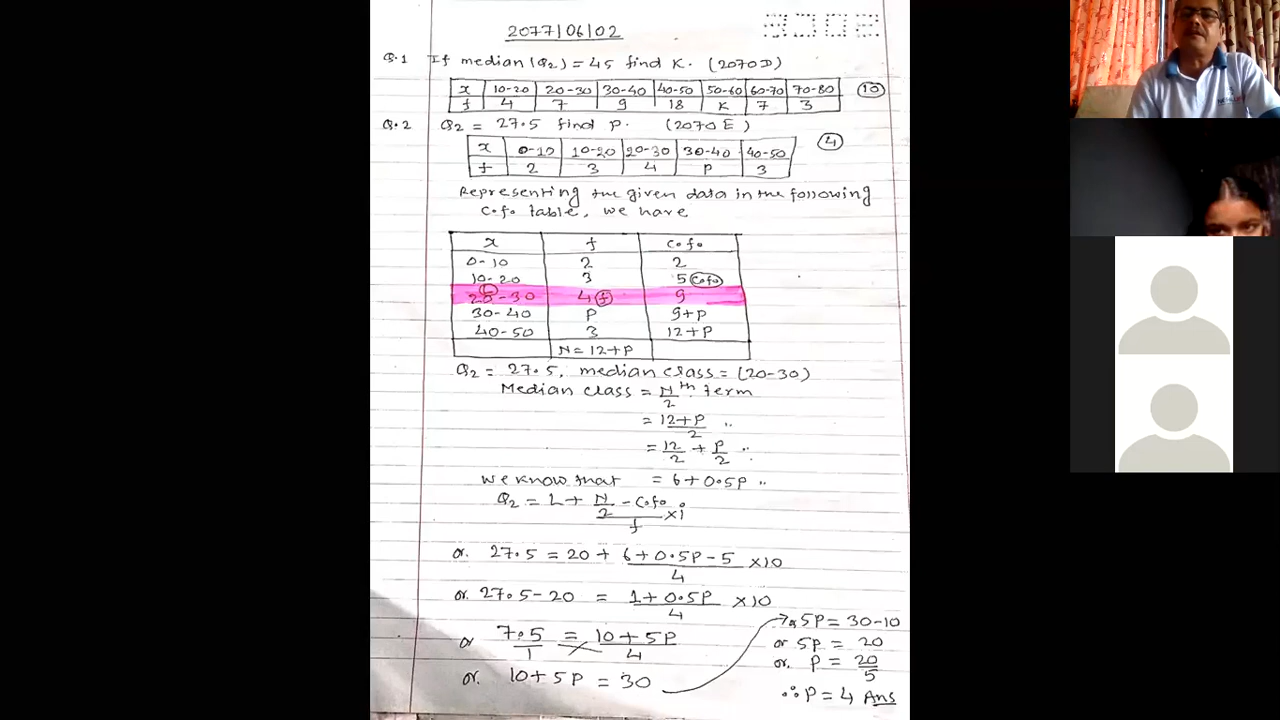 2077/06/02
Q.1 If median (Q₂) = 45 find K. (2070D)
x 10-20 20-30 30-40 40-50 50-60 60-70 70-80
f 4 7 9 18 K 7 3
(10)
Q.2 Q₂ = 27.5 find P. (2070 E)
x 0-10 10-20 20-30 30-40 40-50
f 2 3 4 P 3
(4)
Representing the given data in the following
c.f. table, we have
x f c.f.
0-10 2 2
10-20 3 5 (c.f.)
20-30 (L) 4 (f) 9
30-40 P 9+P
40-50 3 12+P
N = 12+P
Q₂ = 27.5, median class = (20-30)
Median class = N/2 th term
= 12+P/2 "
= 12/2 + P/2 "
we know that = 6+0.5P "
Q₂ = L + N/2 - c.f./f × i
or. 27.5 = 20 + 6+0.5P-5/4 ×10
or. 27.5-20 = 1+0.5P/4 ×10
or 7.5/1 = 10+5P/4
or. 10+5P = 30
→ or 5P = 30-10
or 5P = 20
or. P = 20/5
∴ P = 4 Ans